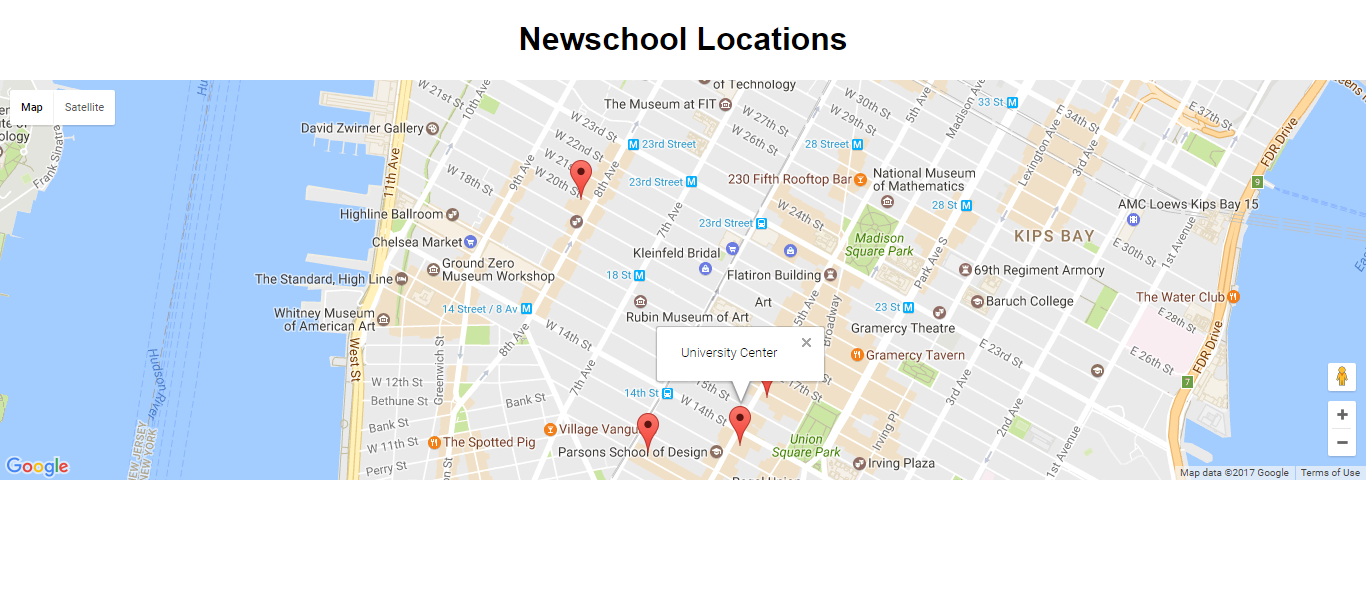 Newschool Locations
Map
Satellite
of Technology
The Museum at FIT
David Zwirner Gallery
W 21st St
10th Ave
W 23rd St
W 22nd St
W 20th St
W 18th St
9th Ave
8th Ave
11th Ave
Frank Sinatra
23rd Street
23rd Street
23rd Street
W 27th St
W 26th St
W 30th St
W 29th St
28 Street
5th Ave
Madison Ave
33 St
E 37th St
E 34th St
Lexington Ave
3rd Ave
FDR Drive
9
230 Fifth Rooftop Bar
National Museum
of Mathematics
28 St
AMC Loews Kips Bay 15
KIPS BAY
E 30th St
1st Avenue
W 24th St
Madison
Square Park
Park Ave S
7th Ave
Highline Ballroom
Chelsea Market
Ground Zero
Museum Workshop
The Standard, High Line
Kleinfeld Bridal
18 St
Flatiron Building
69th Regiment Armory
Baruch College
The Water Club
E 28th St
E 26th St
FDR Drive
7
Whitney Museum
of American Art
14 Street / 8 Av
Rubin Museum of Art
Art
5th Ave
Broadway
23 St
Gramercy Theatre
Gramercy Tavern
E 23rd St
University Center
W 14th St
8th Ave
7th Ave
West St
Greenwich St
W 12th St
Bethune St
Bank St
Bank St
W 11th St
Perry St
The Spotted Pig
14th St
W 14th St
W 17th St
Parsons School of Design
Union
Square Park
Irving Pl
Irving Plaza
3rd Ave
2nd Ave
1st Avenue
Hudson River
NEW JERSEY
NEW YORK
Google
Map data ©2017 Google
Terms of Use